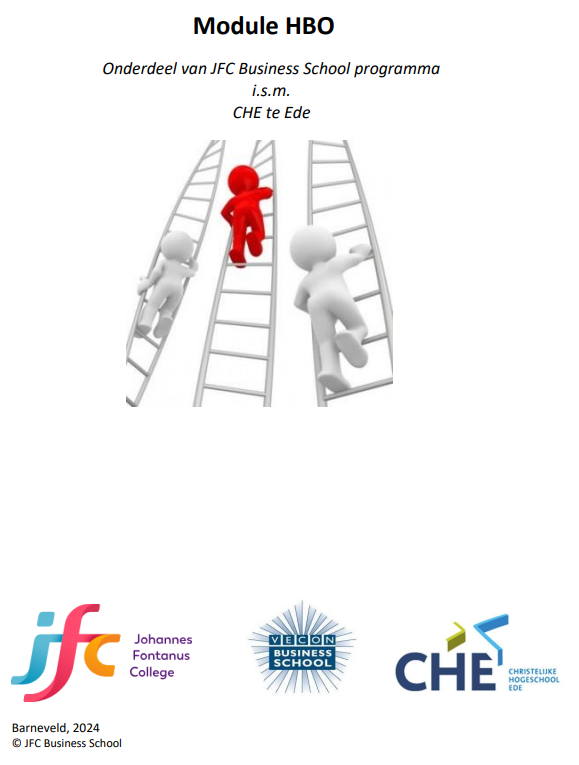 Module HBO
Onderdeel van JFC Business School programma
i.s.m.
CHE te Ede
jfc
Johannes
Fontanus
College
VECON
BUSINESS
SCHOOL
CHE
CHRISTELIJKE
HOGESCHOOL
EDE
Barneveld, 2024
© JFC Business School